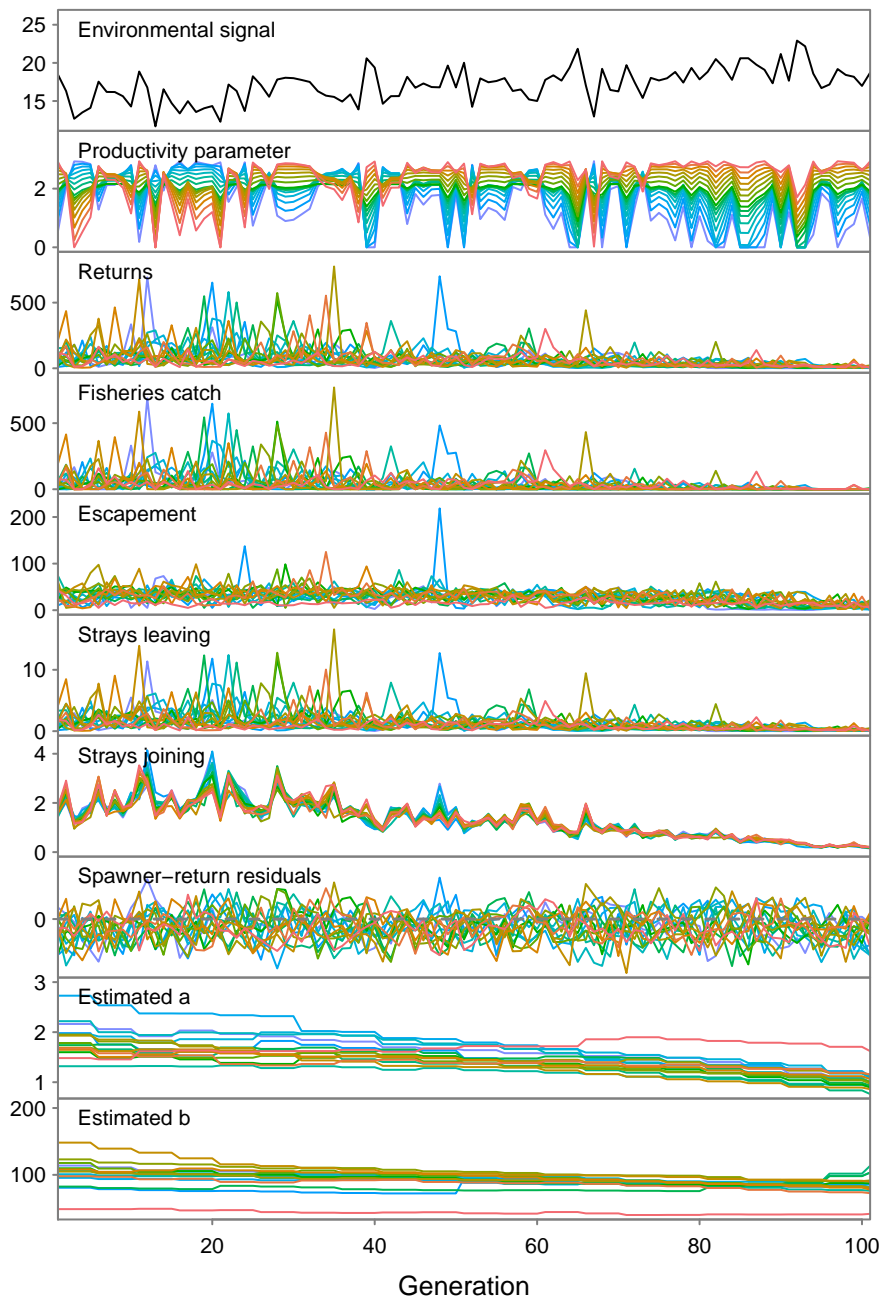 Environmental signal
25
20
15
Productivity parameter
2
0
Returns
500
0
Fisheries catch
500
0
Escapement
200
100
0
Strays leaving
10
0
Strays joining
4
2
0
Spawner−return residuals
0
Estimated a
3
2
1
Estimated b
200
100
20 40 60 80 100
Generation